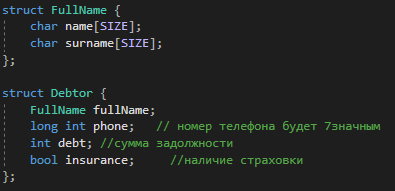 struct FullName {
    char name[SIZE];
    char surname[SIZE];
};

struct Debtor {
    FullName fullName;
    long int phone;   // номер телефона будет 7значным
    int debt; //сумма задолжности
    bool insurance;     //наличие страховки
};